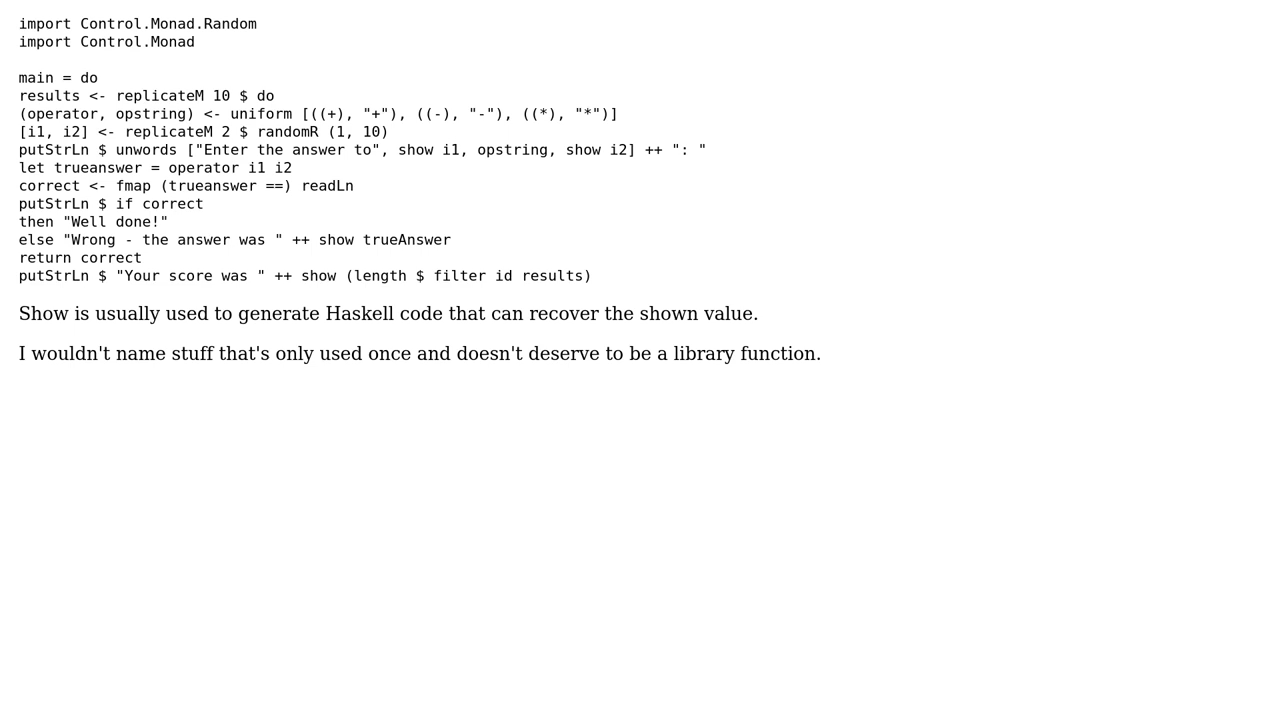 import Control.Monad.Random
import Control.Monad
main = do
results <- replicateM 10 $ do
(operator, opstring) <- uniform [((+), "+"), ((-), "-"), ((*), "*")]
[i1, i2] <- replicateM 2 $ randomR (1, 10)
putStrLn $ unwords ["Enter the answer to", show i1, opstring, show i2] ++ ": "
let trueanswer = operator i1 i2
correct <- fmap (trueanswer ==) readLn
putStrLn $ if correct
then "Well done!"
else "Wrong - the answer was " ++ show trueAnswer
return correct
putStrLn $ "Your score was " ++ show (length $ filter id results)
Show is usually used to generate Haskell code that can recover the shown value.
I wouldn't name stuff that's only used once and doesn't deserve to be a library function.